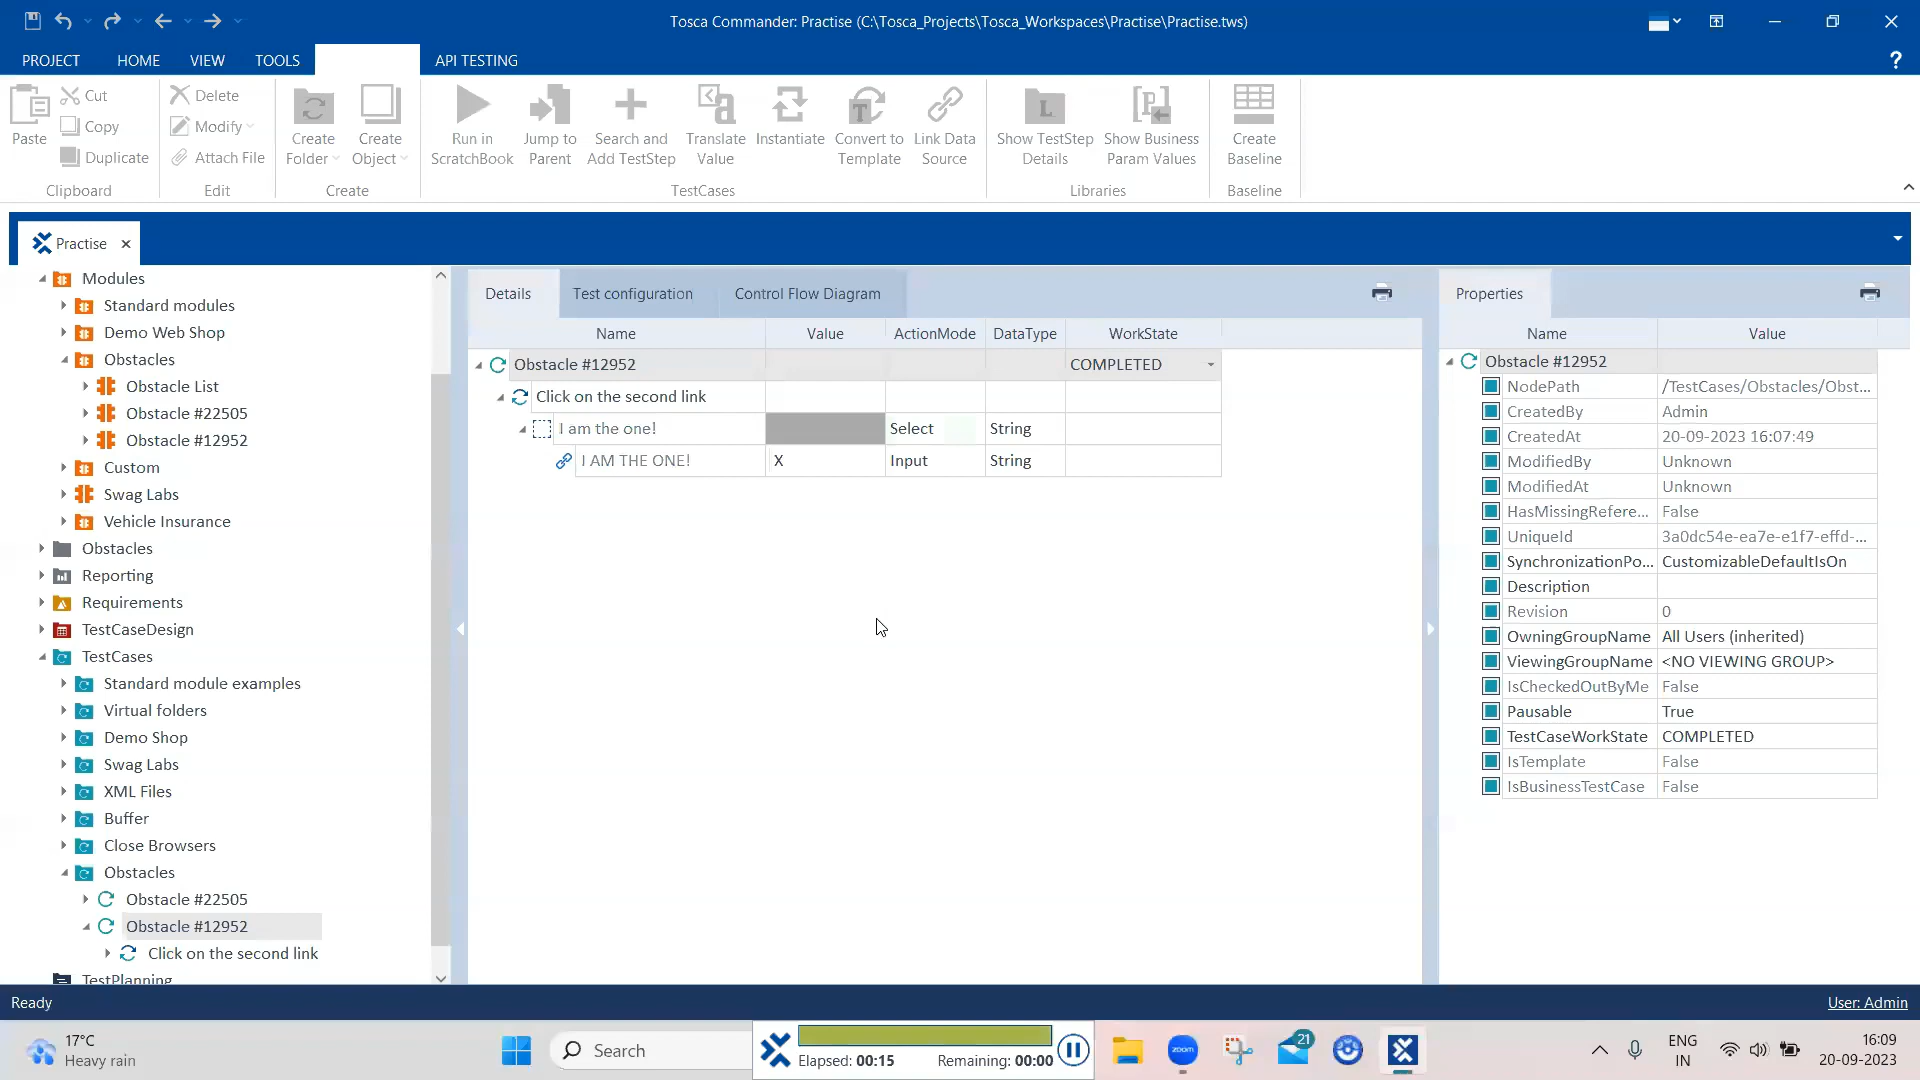 Tosca Commander: Practise (C:\Tosca_Projects\Tosca_Workspaces\Practise\Practise.tws)
PROJECT HOME VIEW TOOLS API TESTING
?
Paste Cut Copy Duplicate
Clipboard
Delete Modify Attach File
Edit
Create Folder Create Object
Create
Run in ScratchBook Jump to Parent Search and Add TestStep Translate Value Instantiate Convert to Template Link Data Source
TestCases
Show TestStep Details Show Business Param Values
Libraries
Create Baseline
Baseline
Practise
Modules
Standard modules
Demo Web Shop
Obstacles
Obstacle List
Obstacle #22505
Obstacle #12952
Custom
Swag Labs
Vehicle Insurance
Obstacles
Reporting
Requirements
TestCaseDesign
TestCases
Standard module examples
Virtual folders
Demo Shop
Swag Labs
XML Files
Buffer
Close Browsers
Obstacles
Obstacle #22505
Obstacle #12952
Click on the second link
TestPlanning
Details Test configuration Control Flow Diagram
Name Value ActionMode DataType WorkState
Obstacle #12952 COMPLETED
Click on the second link
I am the one! Select String
I AM THE ONE! X Input String
Properties
Name Value
Obstacle #12952
NodePath /TestCases/Obstacles/Obst...
CreatedBy Admin
CreatedAt 20-09-2023 16:07:49
ModifiedBy Unknown
ModifiedAt Unknown
HasMissingRefere... False
UniqueId 3a0dc54e-ea7e-e1f7-effd-...
SynchronizationPo... CustomizableDefaultIsOn
Description
Revision 0
OwningGroupName All Users (inherited)
ViewingGroupName <NO VIEWING GROUP>
IsCheckedOutByMe False
Pausable True
TestCaseWorkState COMPLETED
IsTemplate False
IsBusinessTestCase False
Ready User: Admin
17°C
Heavy rain
Search
Elapsed: 00:15 Remaining: 00:00
zoom
21
ENG
IN
16:09
20-09-2023